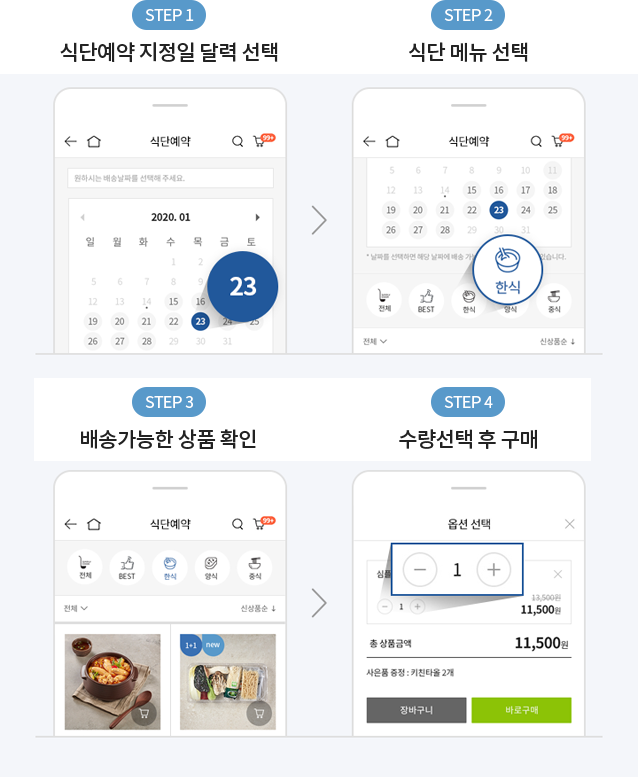 STEP 1
식단예약 지정일 달력 선택
식단예약
99+
원하시는 배송날짜를 선택해 주세요.
2020. 01
일 월 화 수 목 금 토
1 2
5 6 7 8 9
12 13 14 15 16
19 20 21 22 23 24 25
26 27 28 29 30 31
23
STEP 2
식단 메뉴 선택
식단예약
99+
5 6 7 8 9 10 11
12 13 14 15 16 17 18
19 20 21 22 23 24 25
26 27 28 29 30 31
* 날짜를 선택하면 해당 날짜에 배송 가능 있습니다.
한식
전체 BEST 한식 양식 중식
전체 신상품순 ↓
STEP 3
배송가능한 상품 확인
식단예약
99+
전체 BEST 한식 양식 중식
전체 신상품순 ↓
1+1 new
STEP 4
수량선택 후 구매
옵션 선택
심플
1
13,500원
1 11,500원
총 상품금액 11,500원
사은품 증정 : 키친타올 2개
장바구니 바로구매